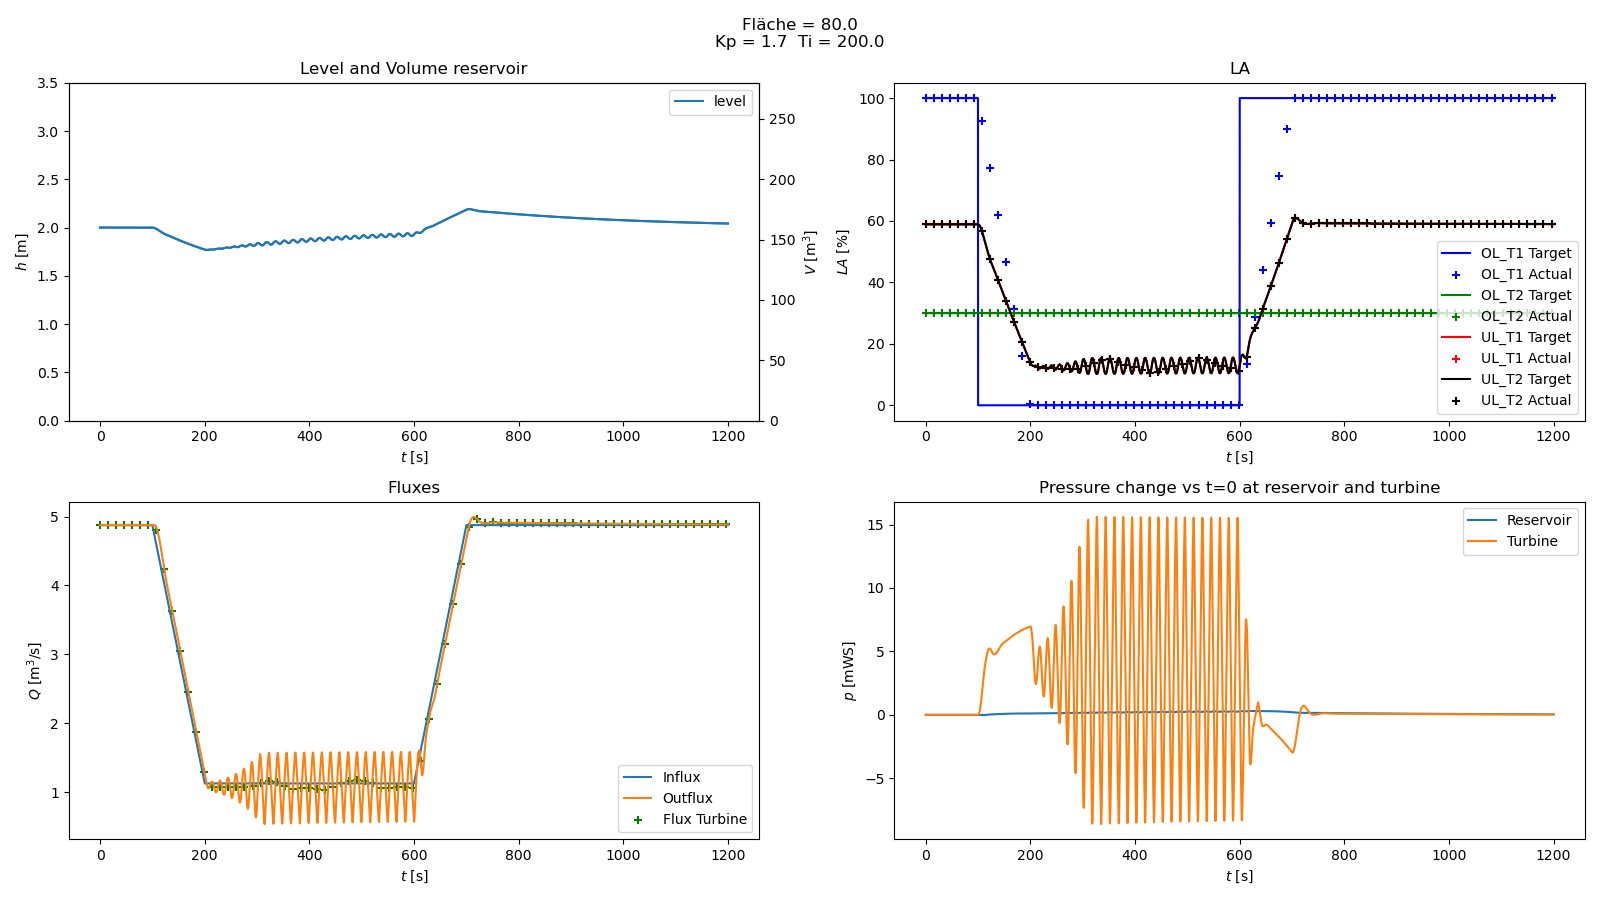 Fläche = 80.0
Kp = 1.7  Ti = 200.0
Level and Volume reservoir
3.5
3.0
2.5
2.0
1.5
1.0
0.5
0.0
h [m]
level
250
200
150
100
50
0
V [m³]
0 200 400 600 800 1000 1200
t [s]
LA
100
80
60
40
20
0
LA [%]
OL_T1 Target
OL_T1 Actual
OL_T2 Target
OL_T2 Actual
UL_T1 Target
UL_T1 Actual
UL_T2 Target
UL_T2 Actual
0 200 400 600 800 1000 1200
t [s]
Fluxes
5
4
3
2
1
Q [m³/s]
Influx
Outflux
Flux Turbine
0 200 400 600 800 1000 1200
t [s]
Pressure change vs t=0 at reservoir and turbine
15
10
5
0
−5
p [mWS]
Reservoir
Turbine
0 200 400 600 800 1000 1200
t [s]